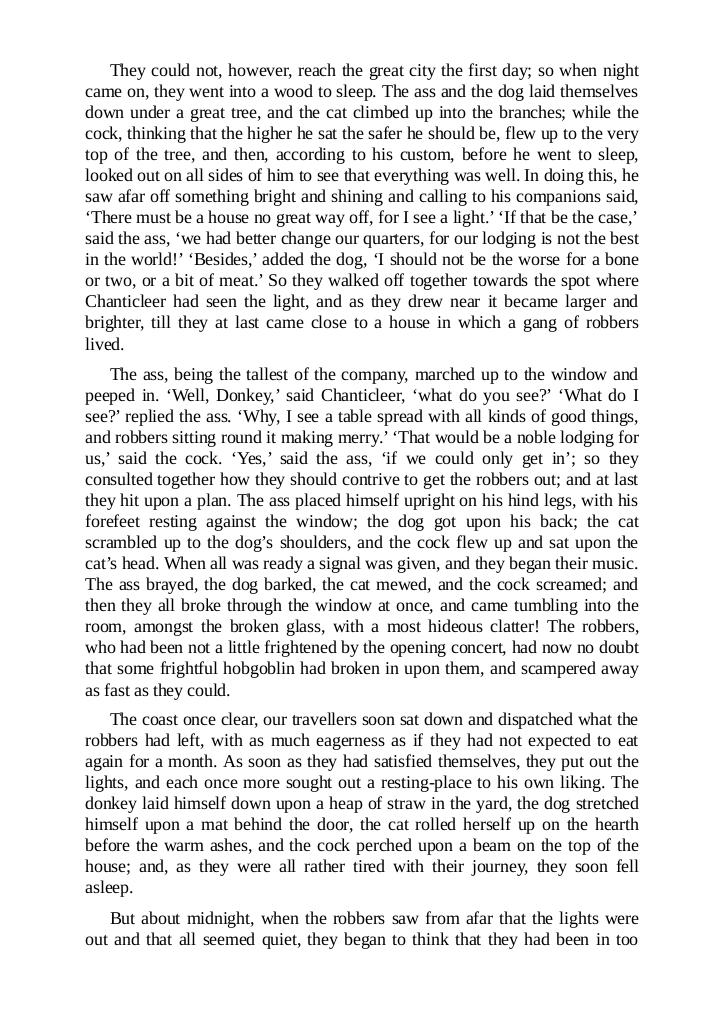 They could not, however, reach the great city the first day; so when night
came on, they went into a wood to sleep. The ass and the dog laid themselves
down under a great tree, and the cat climbed up into the branches; while the
cock, thinking that the higher he sat the safer he should be, flew up to the very
top of the tree, and then, according to his custom, before he went to sleep,
looked out on all sides of him to see that everything was well. In doing this, he
saw afar off something bright and shining and calling to his companions said,
‘There must be a house no great way off, for I see a light.’ ‘If that be the case,’
said the ass, ‘we had better change our quarters, for our lodging is not the best
in the world!’ ‘Besides,’ added the dog, ‘I should not be the worse for a bone
or two, or a bit of meat.’ So they walked off together towards the spot where
Chanticleer had seen the light, and as they drew near it became larger and
brighter, till they at last came close to a house in which a gang of robbers
lived.
The ass, being the tallest of the company, marched up to the window and
peeped in. ‘Well, Donkey,’ said Chanticleer, ‘what do you see?’ ‘What do I
see?’ replied the ass. ‘Why, I see a table spread with all kinds of good things,
and robbers sitting round it making merry.’ ‘That would be a noble lodging for
us,’ said the cock. ‘Yes,’ said the ass, ‘if we could only get in’; so they
consulted together how they should contrive to get the robbers out; and at last
they hit upon a plan. The ass placed himself upright on his hind legs, with his
forefeet resting against the window; the dog got upon his back; the cat
scrambled up to the dog’s shoulders, and the cock flew up and sat upon the
cat’s head. When all was ready a signal was given, and they began their music.
The ass brayed, the dog barked, the cat mewed, and the cock screamed; and
then they all broke through the window at once, and came tumbling into the
room, amongst the broken glass, with a most hideous clatter! The robbers,
who had been not a little frightened by the opening concert, had now no doubt
that some frightful hobgoblin had broken in upon them, and scampered away
as fast as they could.
The coast once clear, our travellers soon sat down and dispatched what the
robbers had left, with as much eagerness as if they had not expected to eat
again for a month. As soon as they had satisfied themselves, they put out the
lights, and each once more sought out a resting-place to his own liking. The
donkey laid himself down upon a heap of straw in the yard, the dog stretched
himself upon a mat behind the door, the cat rolled herself up on the hearth
before the warm ashes, and the cock perched upon a beam on the top of the
house; and, as they were all rather tired with their journey, they soon fell
asleep.
But about midnight, when the robbers saw from afar that the lights were
out and that all seemed quiet, they began to think that they had been in too